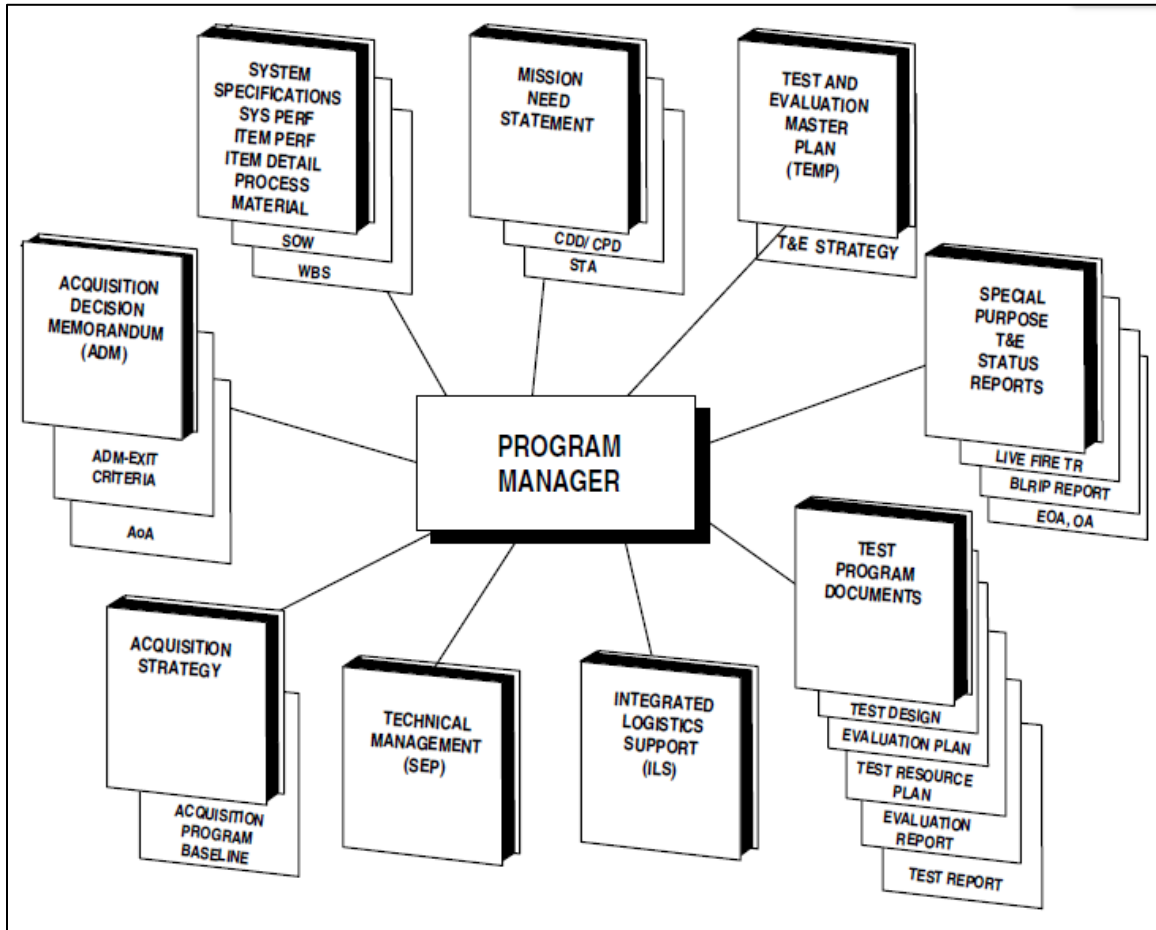 SYSTEM
SPECIFICATIONS
SYS PERF
ITEM PERF
ITEM DETAIL
PROCESS
MATERIAL
SOW
WBS
MISSION
NEED
STATEMENT
CDD/ CPD
STA
TEST AND
EVALUATION
MASTER
PLAN
(TEMP)
T&E STRATEGY
ACQUISITION
DECISION
MEMORANDUM
(ADM)
ADM-EXIT
CRITERIA
AoA
SPECIAL
PURPOSE
T&E
STATUS
REPORTS
LIVE FIRE TR
BLRIP REPORT
EOA, OA
PROGRAM
MANAGER
TEST
PROGRAM
DOCUMENTS
TEST DESIGN
EVALUATION PLAN
TEST RESOURCE
PLAN
EVALUATION
REPORT
TEST REPORT
ACQUISITION
STRATEGY
ACQUISITION
PROGRAM
BASELINE
TECHNICAL
MANAGEMENT
(SEP)
INTEGRATED
LOGISTICS
SUPPORT
(ILS)